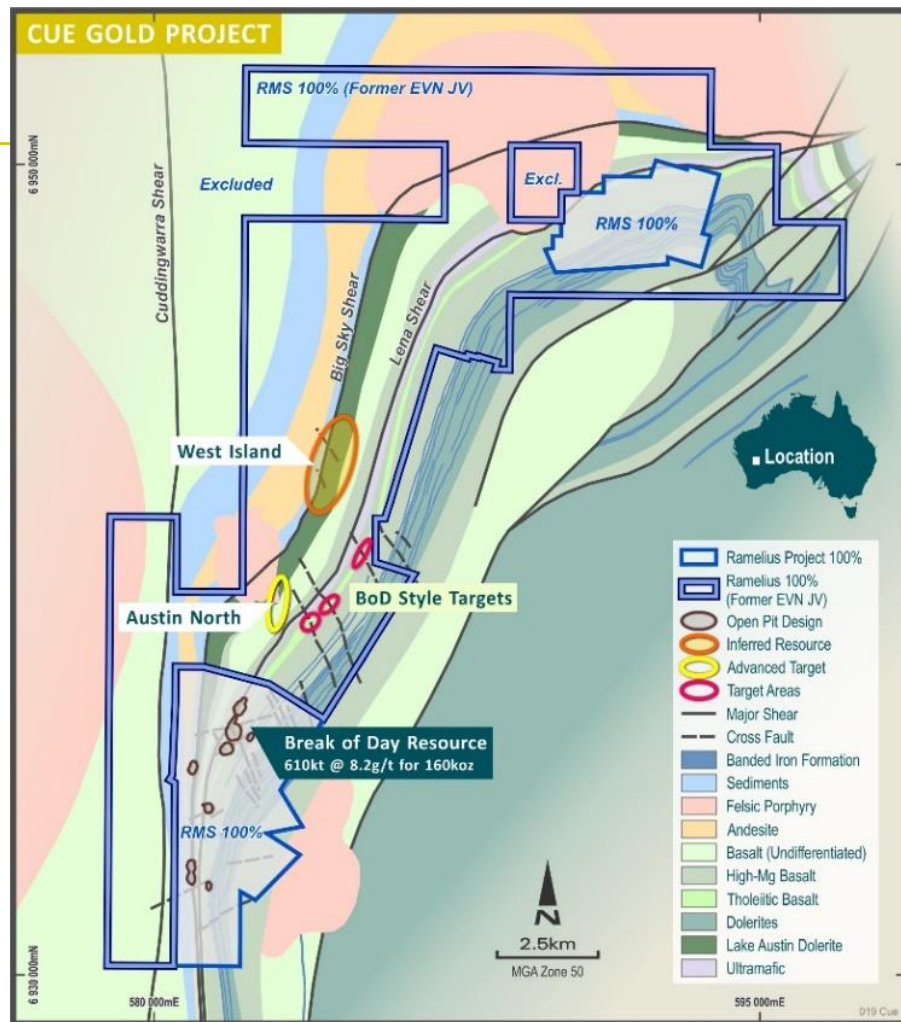 CUE GOLD PROJECT
RMS 100% (Former EVN JV)
6 950 000mN
Cuddingwarra Shear
Excluded
Excl.
RMS 100%
Big Sky Shear
Lena Shear
West Island
Location
Austin North
BoD Style Targets
Break of Day Resource
610kt @ 8.2g/t for 160koz
RMS 100%
N
2.5km
MGA Zone 50
Ramelius Project 100%
Ramelius 100%
(Former EVN JV)
Open Pit Design
Inferred Resource
Advanced Target
Target Areas
Major Shear
Cross Fault
Banded Iron Formation
Sediments
Felsic Porphyry
Andesite
Basalt (Undifferentiated)
High-Mg Basalt
Tholeiitic Basalt
Dolerites
Lake Austin Dolerite
Ultramafic
6 930 000mN
580 000mE
595 000mE
019 Cue